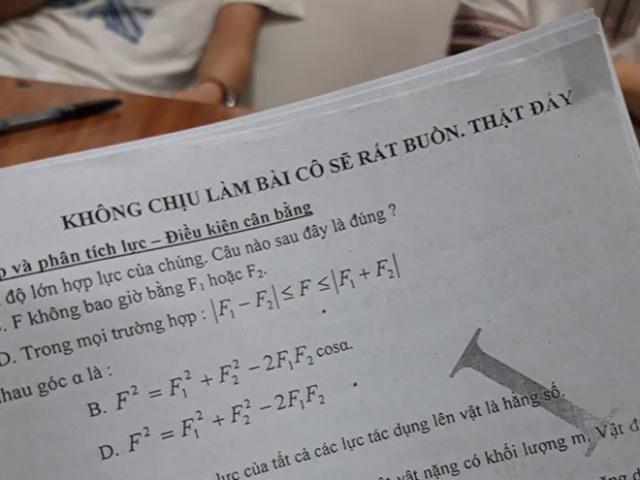 KHÔNG CHỊU LÀM BÀI CÔ SẼ RẤT BUỒN. THẬT ĐẤY
và phân tích lực – Điều kiện cân bằng
độ lớn hợp lực của chúng. Câu nào sau đây là đúng ?
. F không bao giờ bằng F₁ hoặc F₂.
D. Trong mọi trường hợp : |F₁ − F₂| ≤ F ≤ |F₁ + F₂|
nhau góc α là :
B. F² = F₁² + F₂² − 2F₁F₂ cosα.
D. F² = F₁² + F₂² − 2F₁F₂
lực của tất cả các lực tác dụng lên vật là hằng số.
vật nặng có khối lượng m. Vật